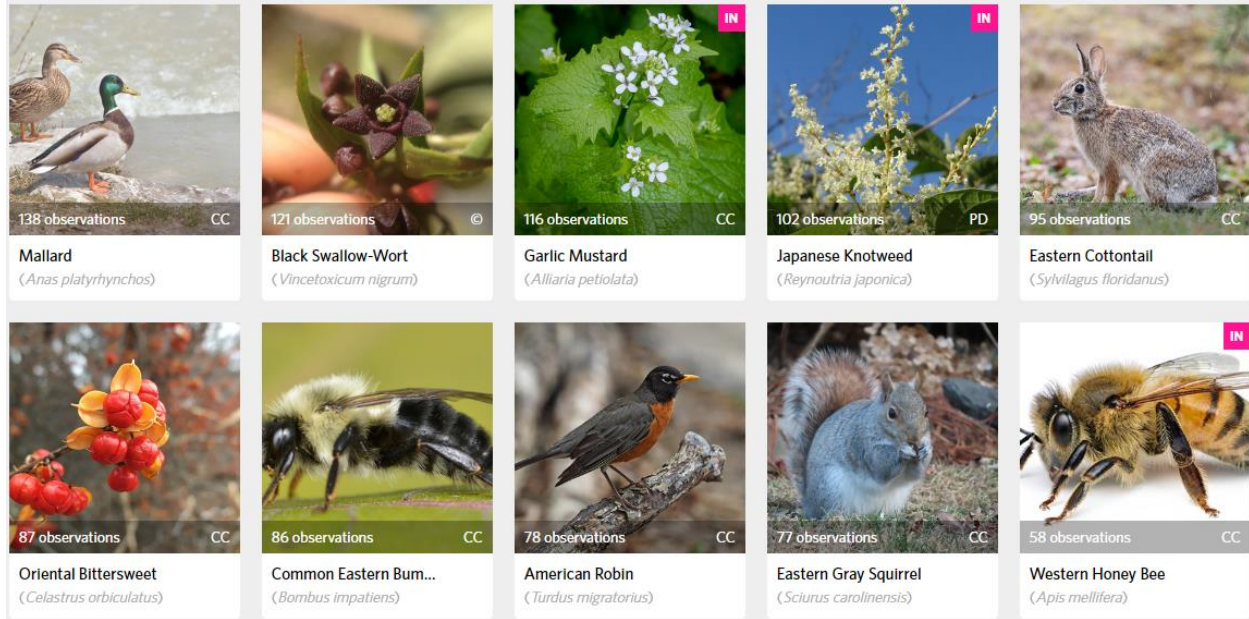 138 observations CC
Mallard
(Anas platyrhynchos)
121 observations ©
Black Swallow-Wort
(Vincetoxicum nigrum)
IN
116 observations CC
Garlic Mustard
(Alliaria petiolata)
IN
102 observations PD
Japanese Knotweed
(Reynoutria japonica)
95 observations CC
Eastern Cottontail
(Sylvilagus floridanus)
87 observations CC
Oriental Bittersweet
(Celastrus orbiculatus)
86 observations CC
Common Eastern Bum...
(Bombus impatiens)
78 observations CC
American Robin
(Turdus migratorius)
77 observations CC
Eastern Gray Squirrel
(Sciurus carolinensis)
IN
58 observations CC
Western Honey Bee
(Apis mellifera)